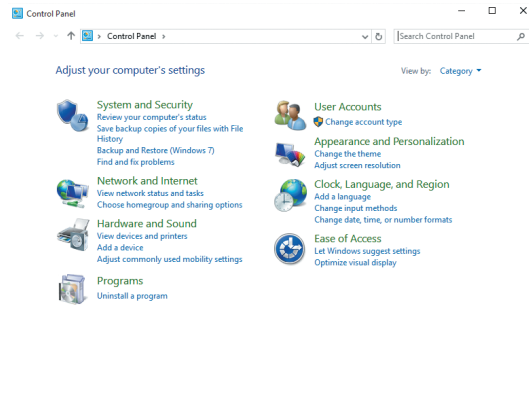 Control Panel
Control Panel
Search Control Panel
Adjust your computer's settings
View by: Category
System and Security
Review your computer's status
Save backup copies of your files with File
History
Backup and Restore (Windows 7)
Find and fix problems
Network and Internet
View network status and tasks
Choose homegroup and sharing options
Hardware and Sound
View devices and printers
Add a device
Adjust commonly used mobility settings
Programs
Uninstall a program
User Accounts
Change account type
Appearance and Personalization
Change the theme
Adjust screen resolution
Clock, Language, and Region
Add a language
Change input methods
Change date, time, or number formats
Ease of Access
Let Windows suggest settings
Optimize visual display